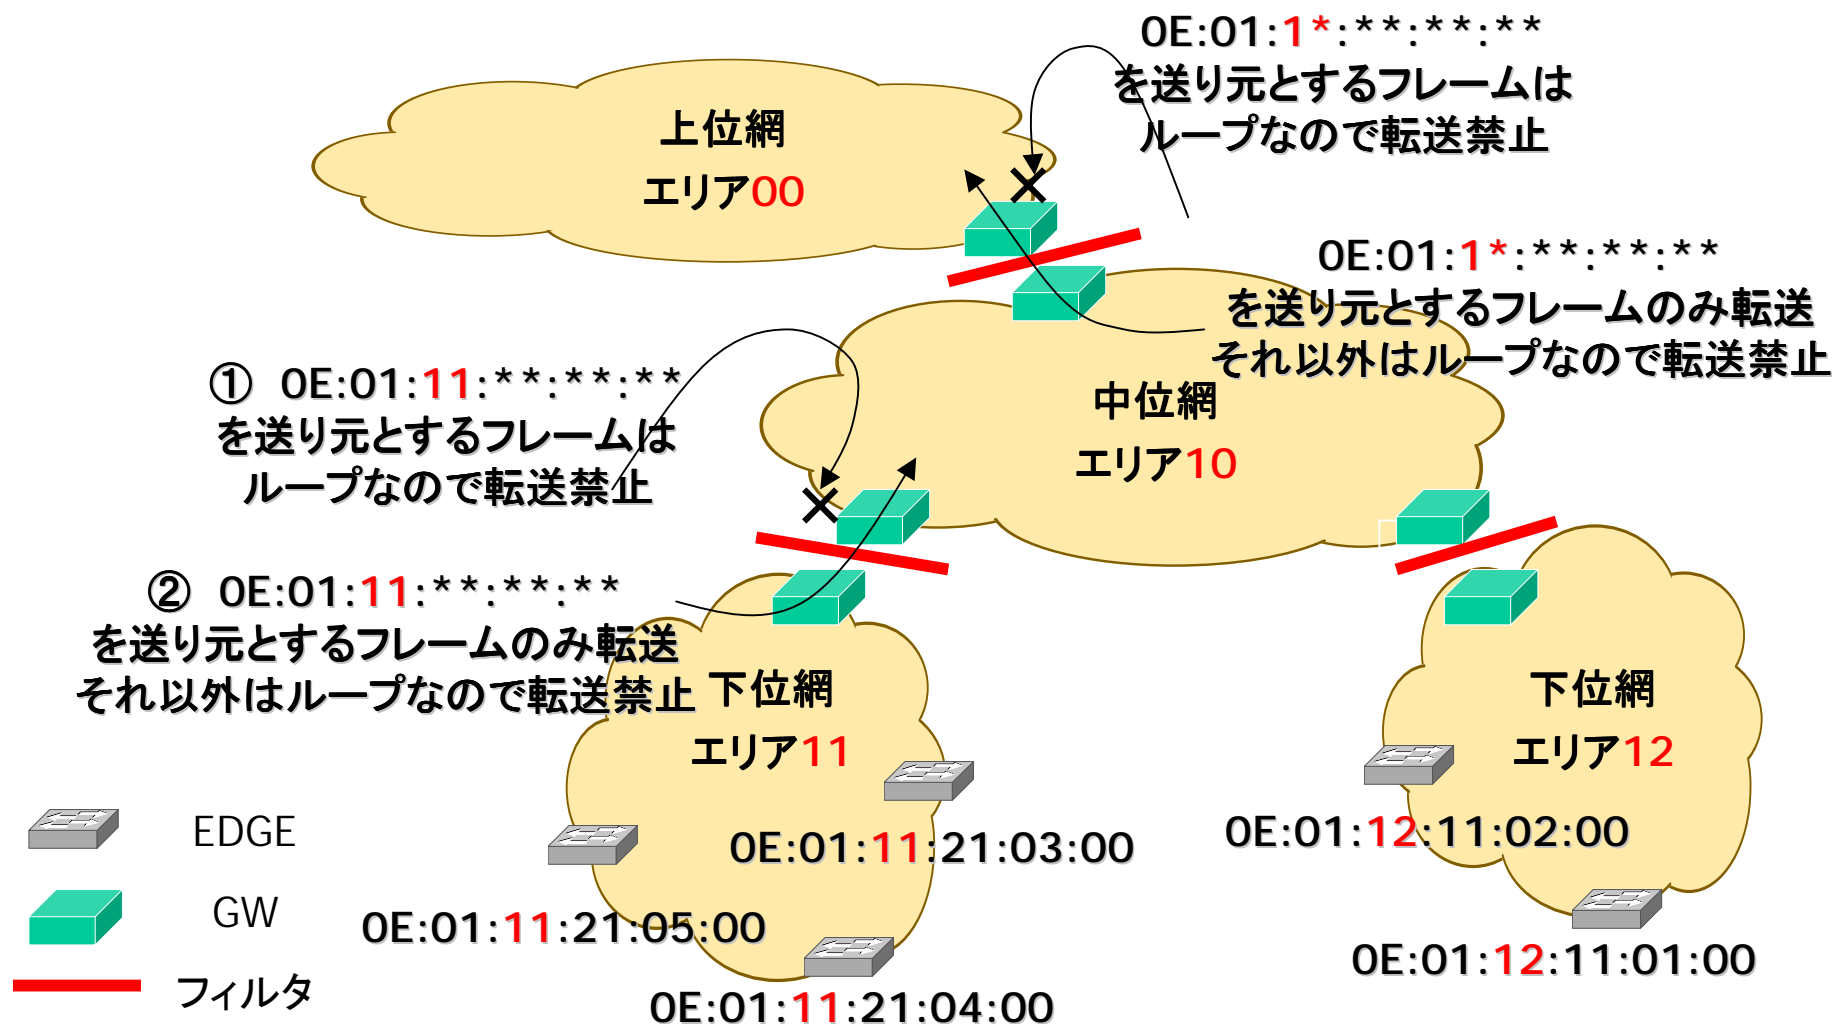 0E:01:1*:**:**:**
を送り元とするフレームは
ループなので転送禁止
上位網
エリア00
0E:01:1*:**:**:**
を送り元とするフレームのみ転送
それ以外はループなので転送禁止
① 0E:01:11:**:**:**
を送り元とするフレームは
ループなので転送禁止
中位網
エリア10
② 0E:01:11:**:**:**
を送り元とするフレームのみ転送
それ以外はループなので転送禁止
下位網
エリア11
下位網
エリア12
EDGE
0E:01:11:21:03:00
0E:01:12:11:02:00
GW
0E:01:11:21:05:00
0E:01:12:11:01:00
フィルタ
0E:01:11:21:04:00